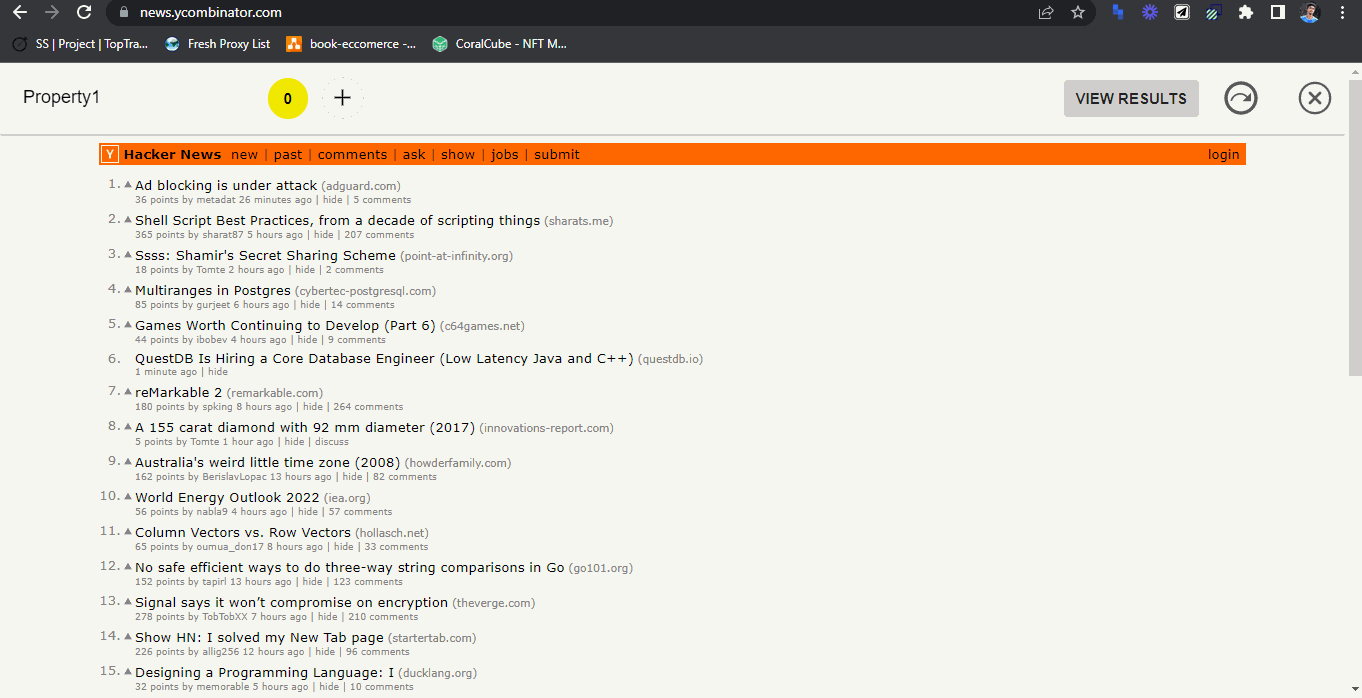 news.ycombinator.com
SS | Project | TopTra... Fresh Proxy List book-eccomerce -... CoralCube - NFT M...
Property1 0 + VIEW RESULTS
Y Hacker News new | past | comments | ask | show | jobs | submit login
1. Ad blocking is under attack (adguard.com)
36 points by metadat 26 minutes ago | hide | 5 comments
2. Shell Script Best Practices, from a decade of scripting things (sharats.me)
365 points by sharat87 5 hours ago | hide | 207 comments
3. Ssss: Shamir's Secret Sharing Scheme (point-at-infinity.org)
18 points by Tomte 2 hours ago | hide | 2 comments
4. Multiranges in Postgres (cybertec-postgresql.com)
85 points by gurjeet 6 hours ago | hide | 14 comments
5. Games Worth Continuing to Develop (Part 6) (c64games.net)
44 points by ibobev 4 hours ago | hide | 9 comments
6. QuestDB Is Hiring a Core Database Engineer (Low Latency Java and C++) (questdb.io)
1 minute ago | hide
7. reMarkable 2 (remarkable.com)
180 points by spking 8 hours ago | hide | 264 comments
8. A 155 carat diamond with 92 mm diameter (2017) (innovations-report.com)
5 points by Tomte 1 hour ago | hide | discuss
9. Australia's weird little time zone (2008) (howderfamily.com)
162 points by BerislavLopac 13 hours ago | hide | 82 comments
10. World Energy Outlook 2022 (iea.org)
56 points by nabla9 4 hours ago | hide | 57 comments
11. Column Vectors vs. Row Vectors (hollasch.net)
65 points by oumua_don17 8 hours ago | hide | 33 comments
12. No safe efficient ways to do three-way string comparisons in Go (go101.org)
152 points by tapirl 13 hours ago | hide | 123 comments
13. Signal says it won’t compromise on encryption (theverge.com)
278 points by TobTobXX 7 hours ago | hide | 210 comments
14. Show HN: I solved my New Tab page (startertab.com)
226 points by allig256 12 hours ago | hide | 96 comments
15. Designing a Programming Language: I (ducklang.org)
32 points by memorable 5 hours ago | hide | 10 comments